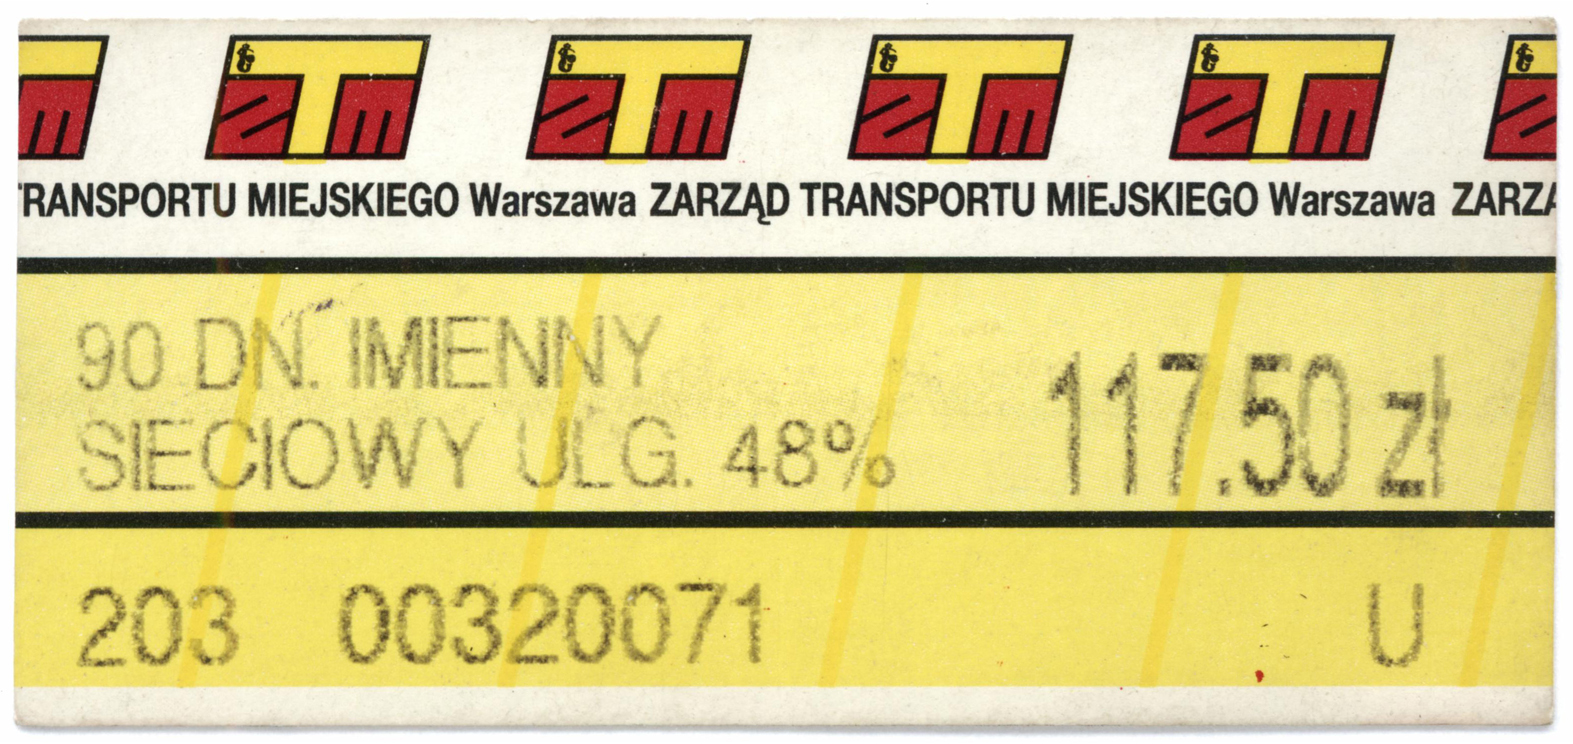 ZTM ZTM ZTM ZTM
TRANSPORTU MIEJSKIEGO Warszawa ZARZĄD TRANSPORTU MIEJSKIEGO Warszawa ZARZA
90 DN. IMIENNY
SIECIOWY ULG. 48%
117.50 zł
203 00320071 U